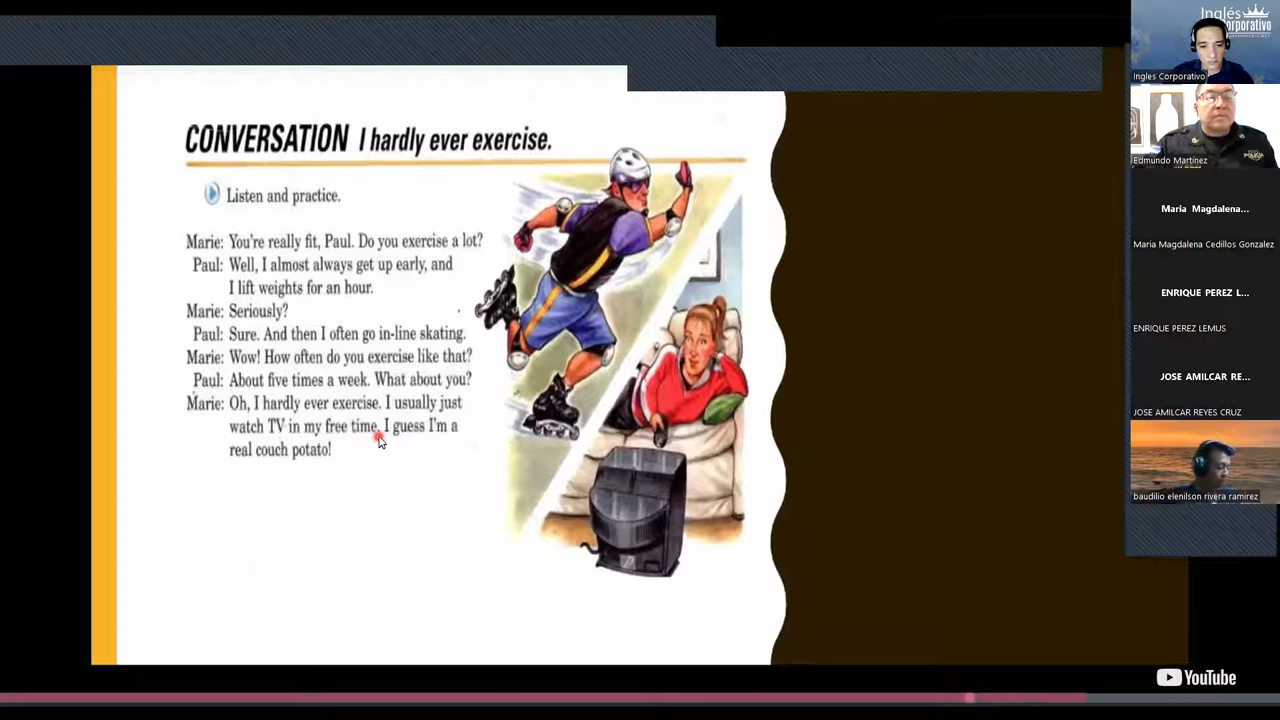 CONVERSATION I hardly ever exercise.
Listen and practice.
Marie: You're really fit, Paul. Do you exercise a lot?
Paul: Well, I almost always get up early, and
I lift weights for an hour.
Marie: Seriously?
Paul: Sure. And then I often go in-line skating.
Marie: Wow! How often do you exercise like that?
Paul: About five times a week. What about you?
Marie: Oh, I hardly ever exercise. I usually just
watch TV in my free time. I guess I'm a
real couch potato!
Inglés
Corporativo
Ingles Corporativo
POLICIA
Edmundo Martínez
Maria Magdalena...
Maria Magdalena Cedillos Gonzalez
ENRIQUE PEREZ L...
ENRIQUE PEREZ LEMUS
JOSE AMILCAR RE...
JOSE AMILCAR REYES CRUZ
baudilio elenilson rivera ramirez
YouTube